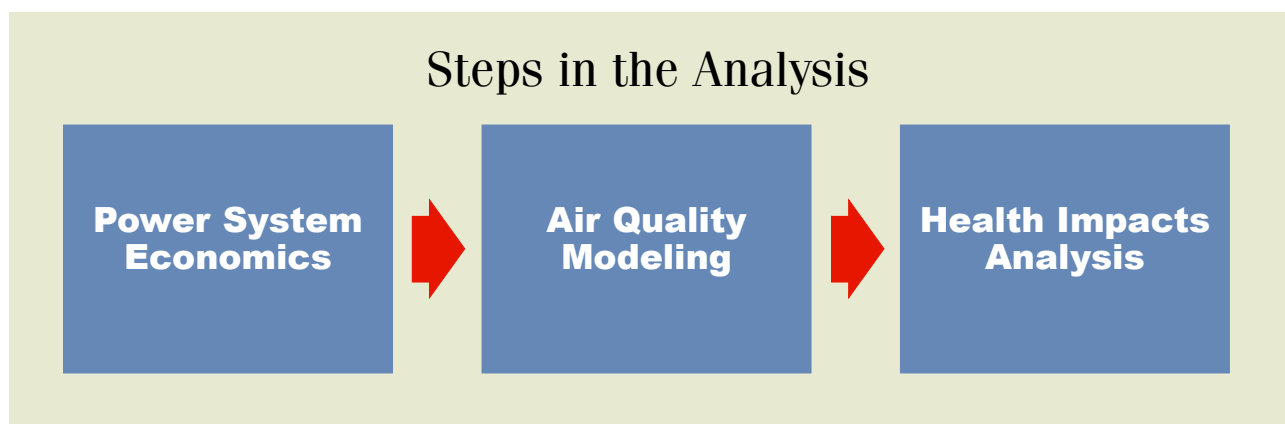 Steps in the Analysis
Power System
Economics
Air Quality
Modeling
Health Impacts
Analysis